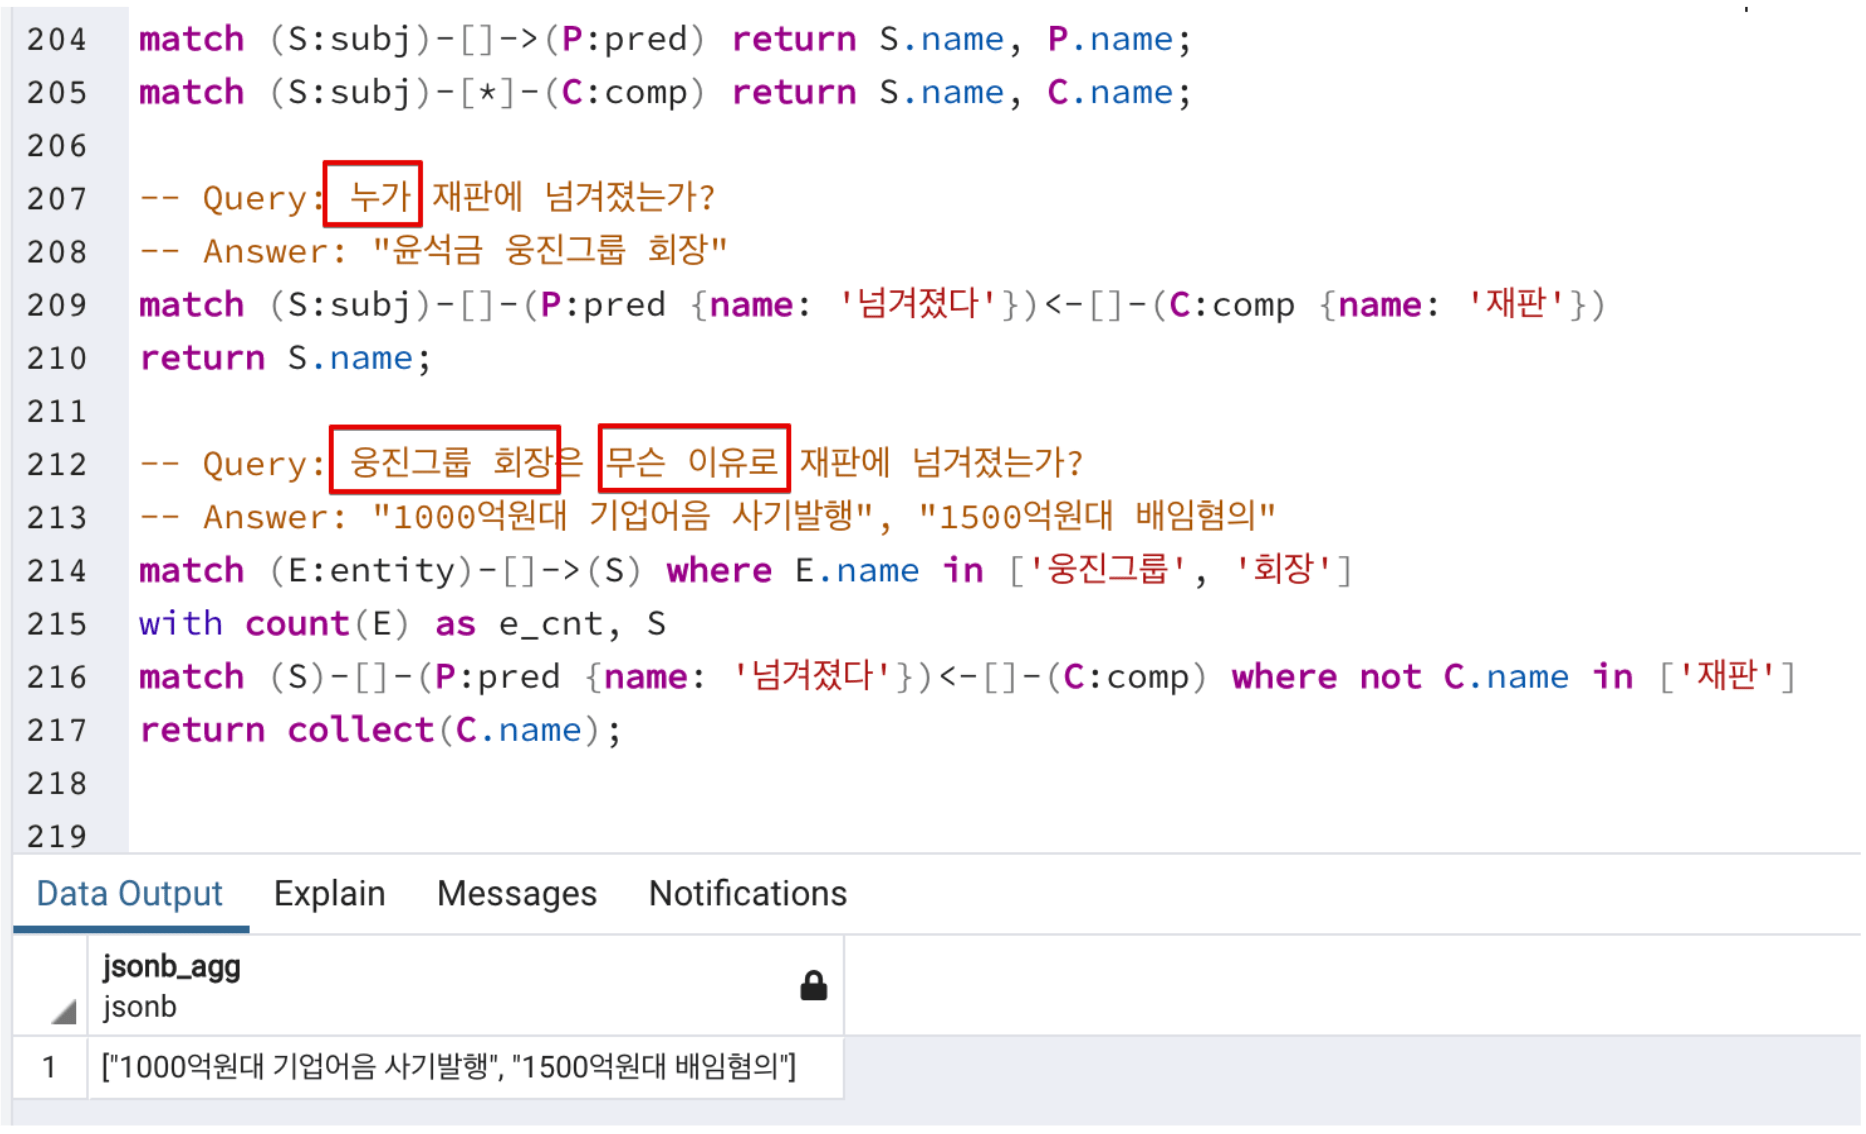 204 match (S:subj)-[]->(P:pred) return S.name, P.name;
205 match (S:subj)-[*]-(C:comp) return S.name, C.name;
206
207 -- Query: 누가 재판에 넘겨졌는가?
208 -- Answer: "윤석금 웅진그룹 회장"
209 match (S:subj)-[]-(P:pred {name: '넘겨졌다'})<-[]-(C:comp {name: '재판'})
210 return S.name;
211
212 -- Query: 웅진그룹 회장은 무슨 이유로 재판에 넘겨졌는가?
213 -- Answer: "1000억원대 기업어음 사기발행", "1500억원대 배임혐의"
214 match (E:entity)-[]->(S) where E.name in ['웅진그룹', '회장']
215 with count(E) as e_cnt, S
216 match (S)-[]-(P:pred {name: '넘겨졌다'})<-[]-(C:comp) where not C.name in ['재판']
217 return collect(C.name);
218
219
Data Output Explain Messages Notifications
jsonb_agg
jsonb
1 ["1000억원대 기업어음 사기발행", "1500억원대 배임혐의"]